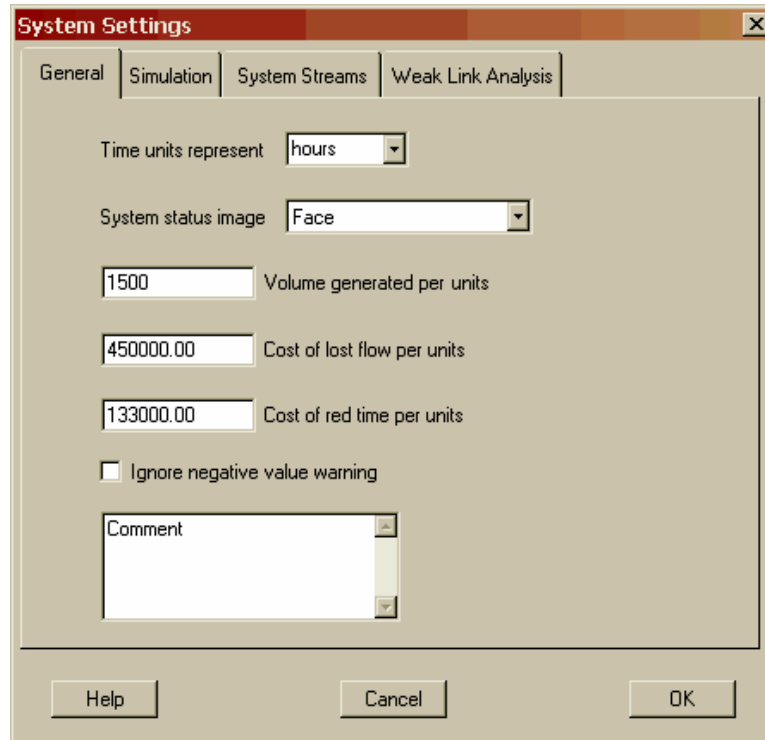 System Settings
General Simulation System Streams Weak Link Analysis
Time units represent hours
System status image Face
1500 Volume generated per units
450000.00 Cost of lost flow per units
133000.00 Cost of red time per units
Ignore negative value warning
Comment
Help Cancel OK